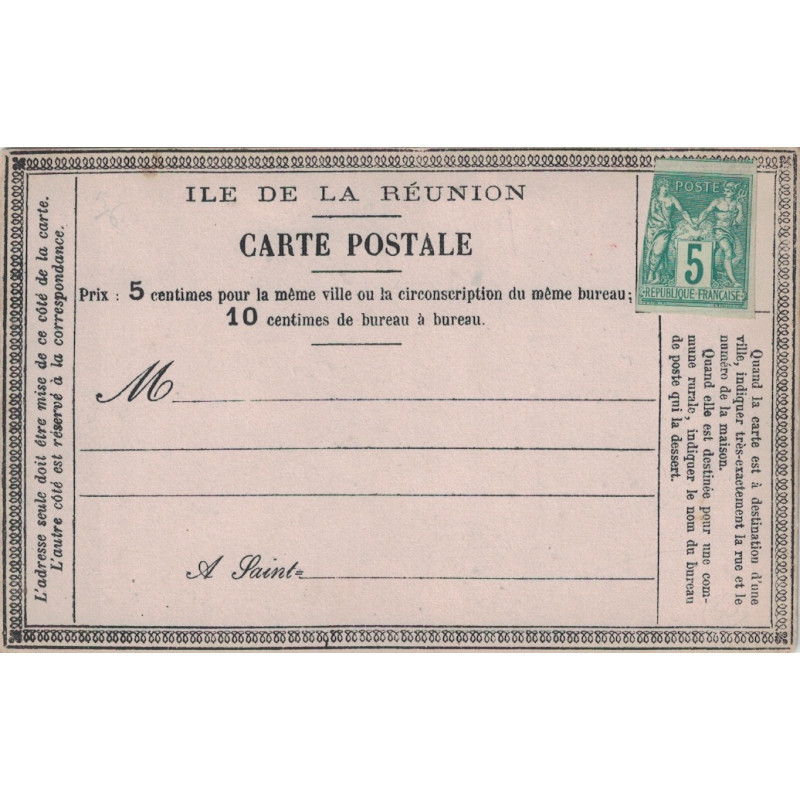 ILE DE LA RÉUNION
CARTE POSTALE
Prix : 5 centimes pour la même ville ou la circonscription du même bureau;
10 centimes de bureau à bureau.
M
A Saint-
L'adresse seule doit être mise de ce côté de la carte.
L'autre côté est réservé à la correspondance.
POSTE
5
REPUBLIQUE FRANÇAISE
Quand la carte est à destination d'une
ville, indiquer très-exactement la rue et le
numéro de la maison.
Quand elle est destinée pour une com-
mune rurale, indiquer le nom du bureau
de poste qui la dessert.